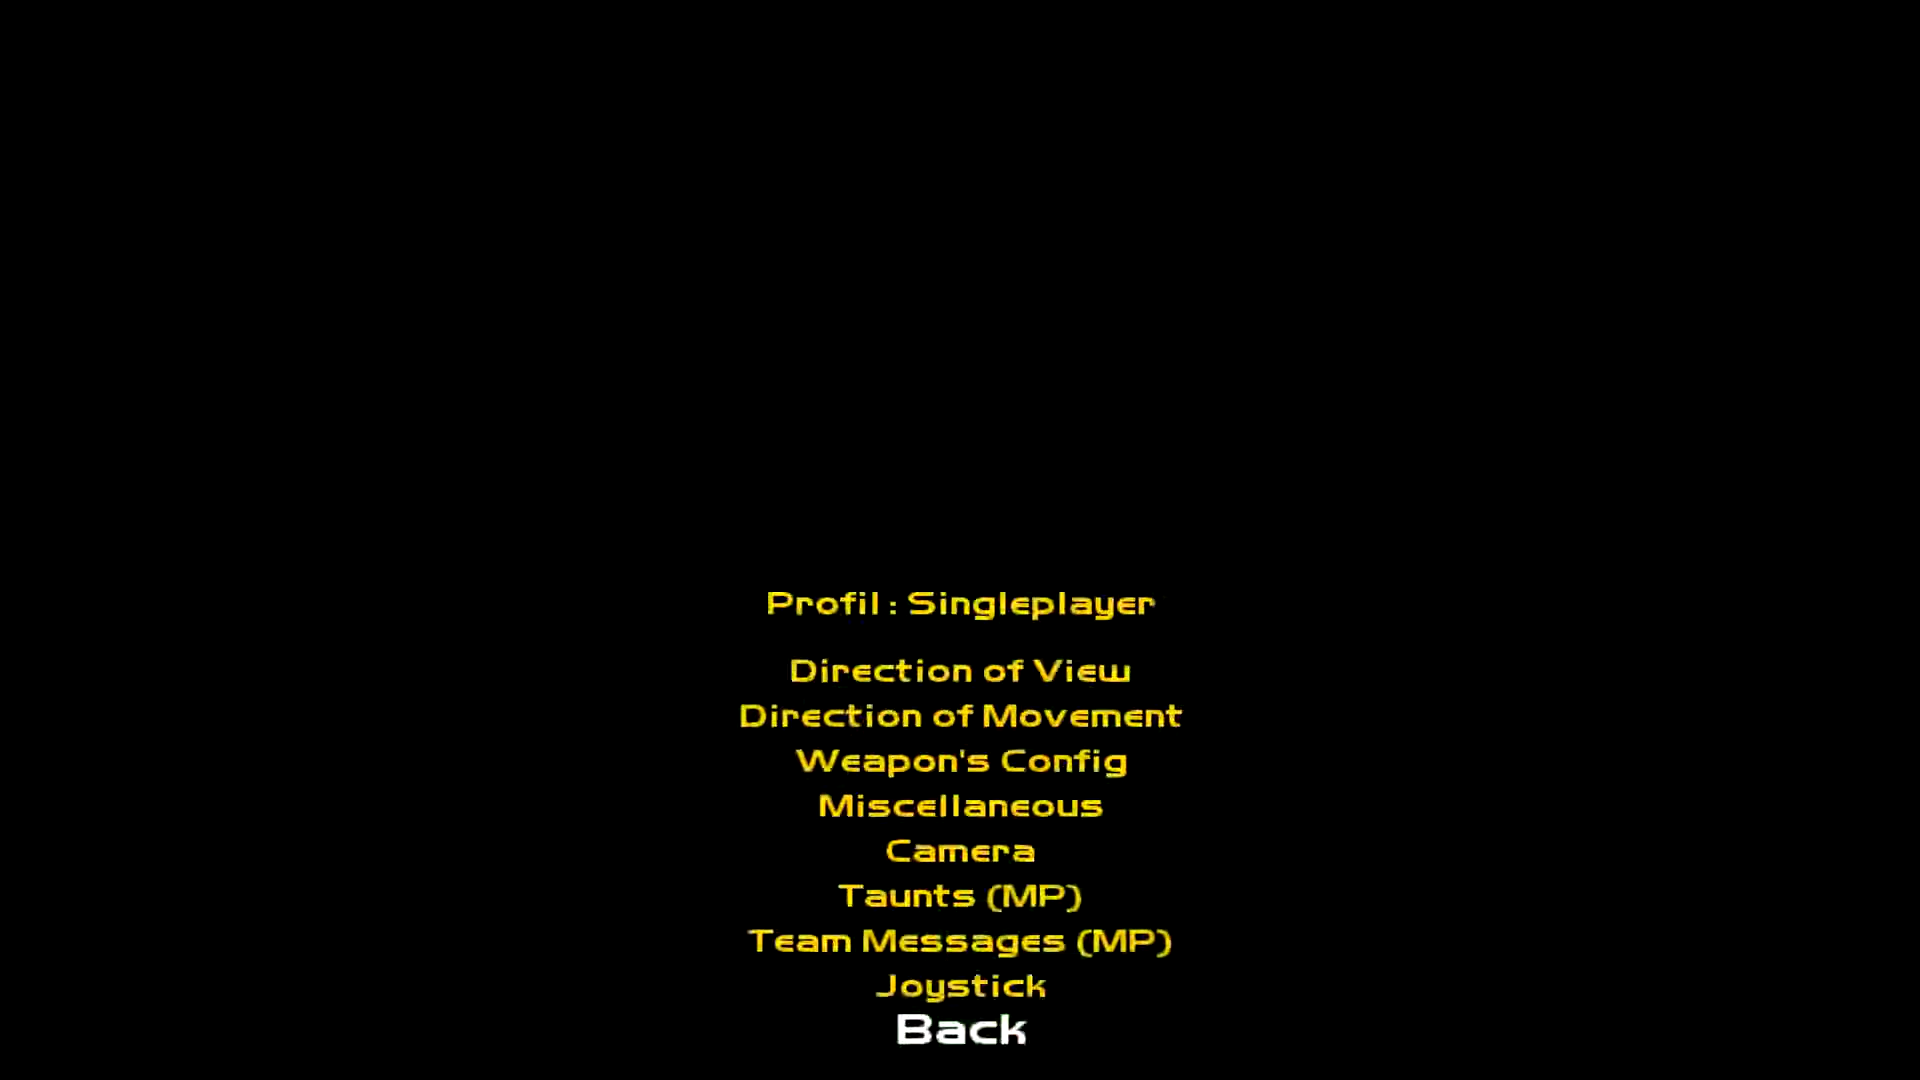 Profil : Singleplayer
Direction of View
Direction of Movement
Weapon's Config
Miscellaneous
Camera
Taunts (MP)
Team Messages (MP)
Joystick
Back